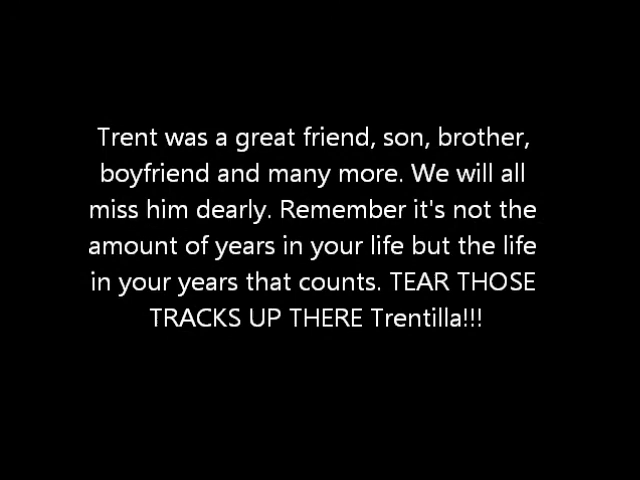 Trent was a great friend, son, brother,
boyfriend and many more. We will all
miss him dearly. Remember it's not the
amount of years in your life but the life
in your years that counts. TEAR THOSE
TRACKS UP THERE Trentilla!!!